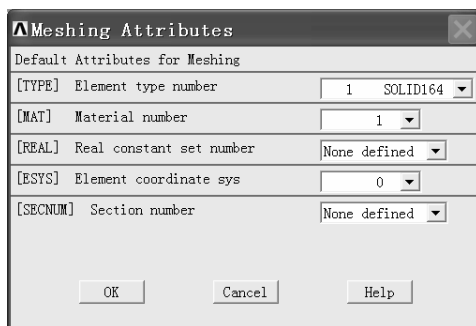 Meshing Attributes
Default Attributes for Meshing
[TYPE] Element type number 1 SOLID164
[MAT] Material number 1
[REAL] Real constant set number None defined
[ESYS] Element coordinate sys 0
[SECNUM] Section number None defined
OK Cancel Help